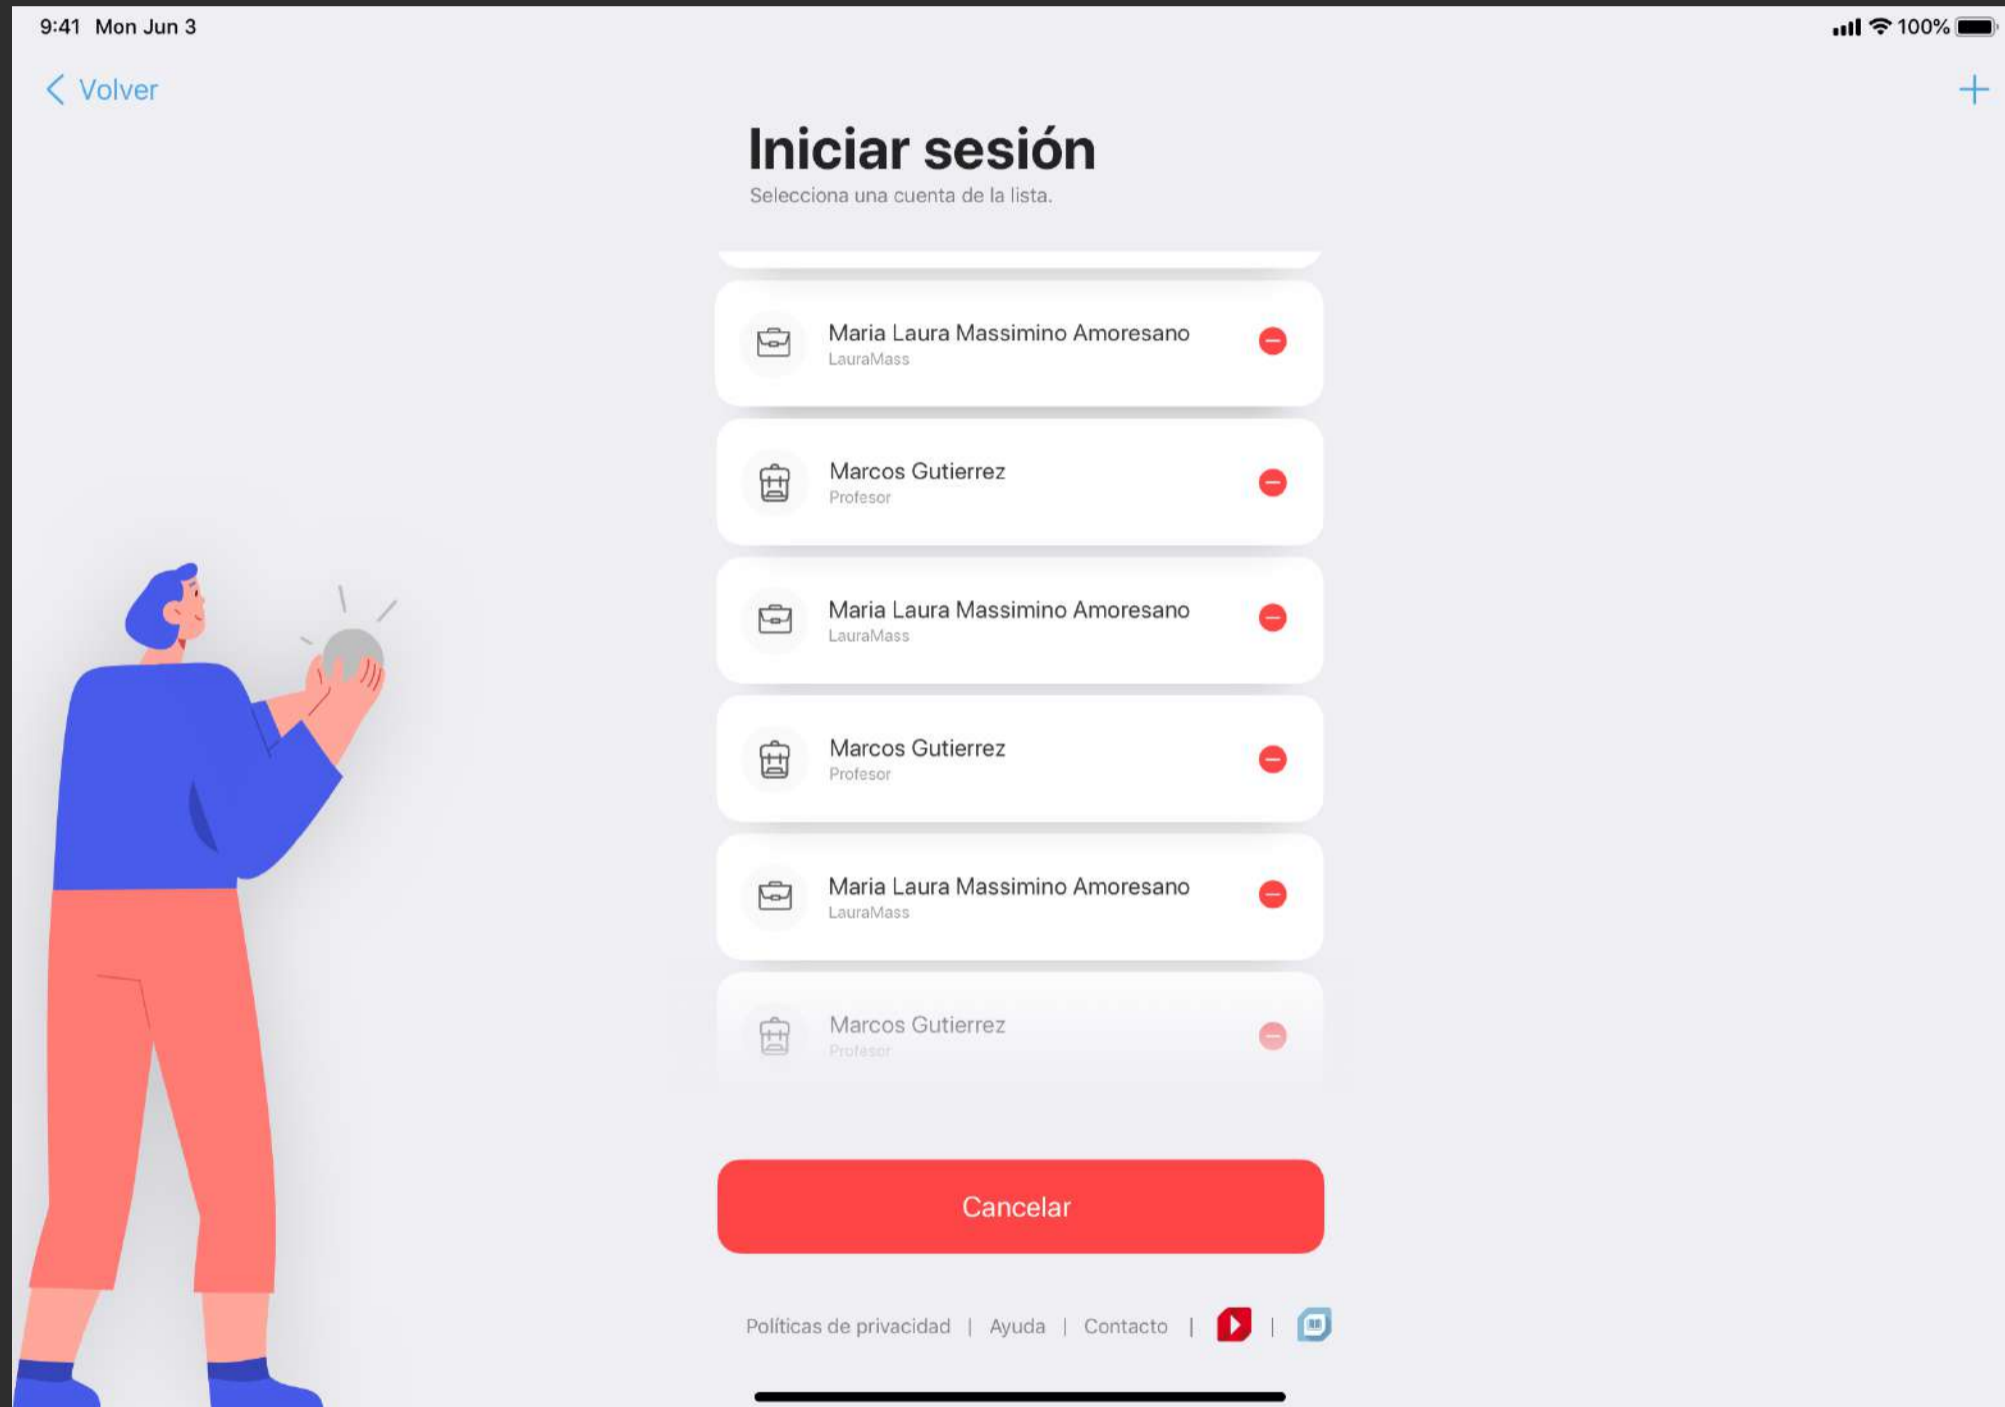 9:41 Mon Jun 3
100%
Volver
Iniciar sesión
Selecciona una cuenta de la lista.
Maria Laura Massimino Amoresano
LauraMass
Marcos Gutierrez
Profesor
Maria Laura Massimino Amoresano
LauraMass
Marcos Gutierrez
Profesor
Maria Laura Massimino Amoresano
LauraMass
Marcos Gutierrez
Profesor
Cancelar
Políticas de privacidad | Ayuda | Contacto | |